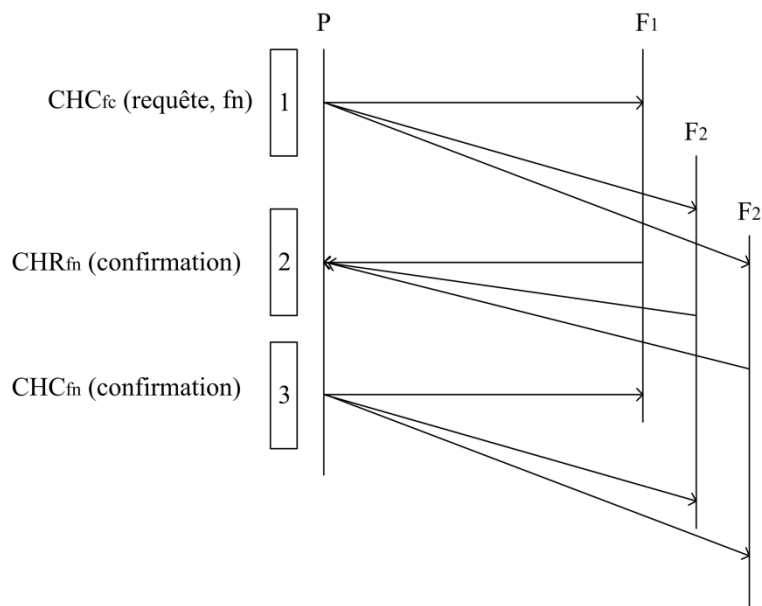 P
F1
CHCfc (requête, fn)
1
F2
F2
CHRfn (confirmation)
2
CHCfn (confirmation)
3